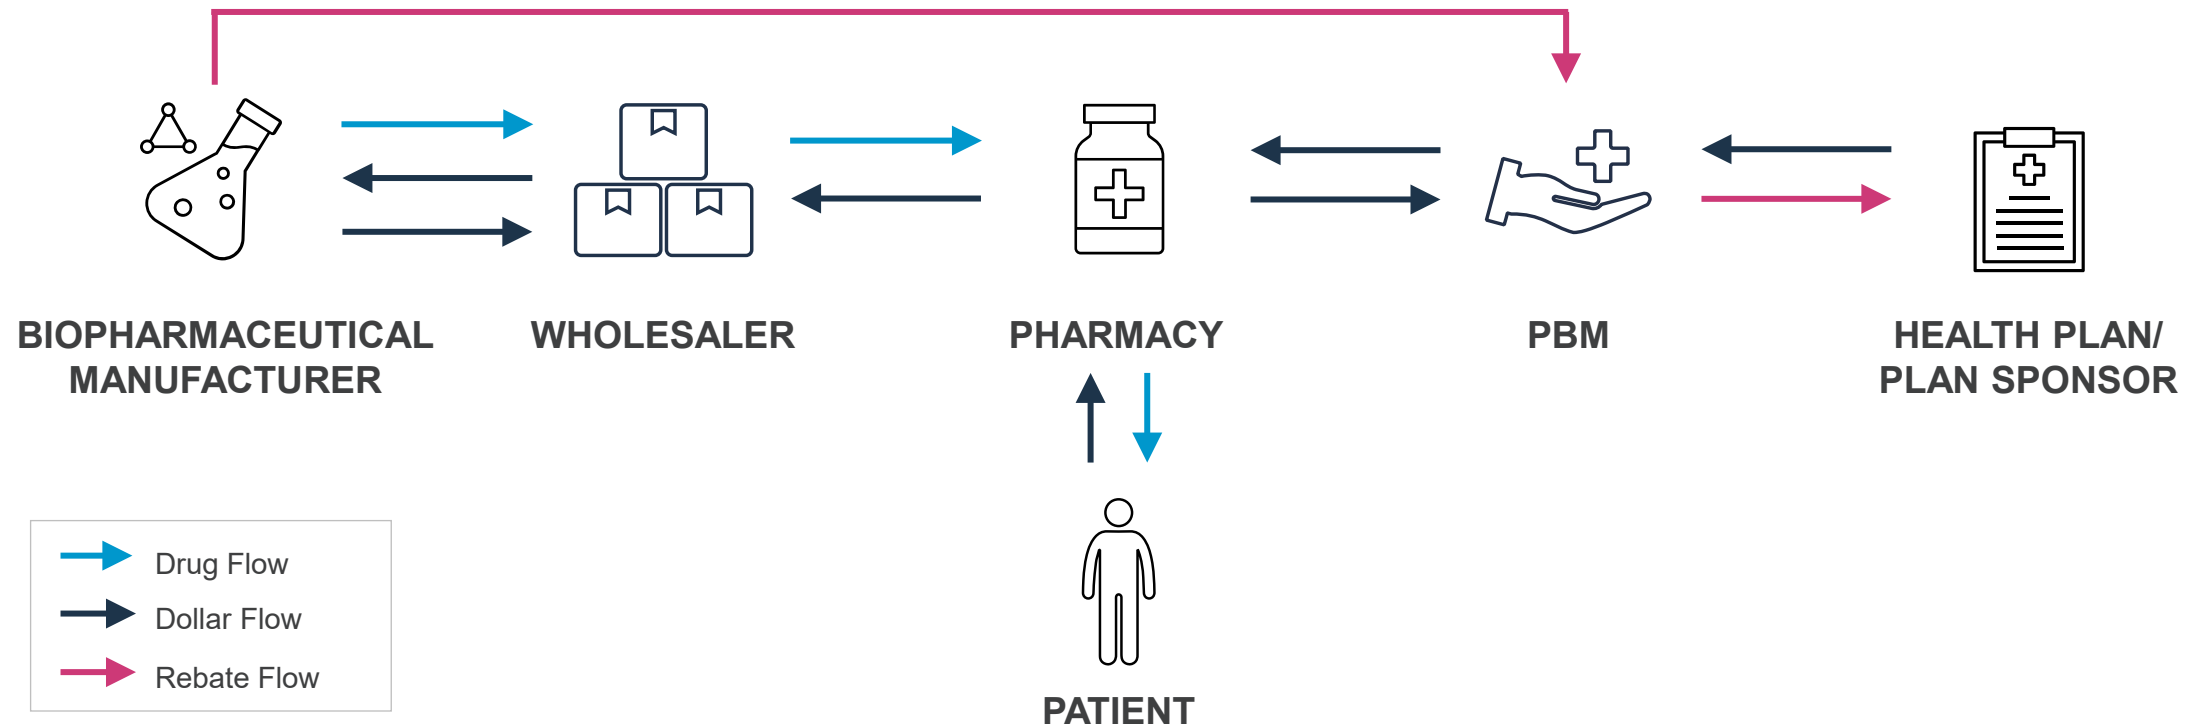 BIOPHARMACEUTICAL
MANUFACTURER
WHOLESALER
PHARMACY
PBM
HEALTH PLAN/
PLAN SPONSOR
PATIENT
Drug Flow
Dollar Flow
Rebate Flow